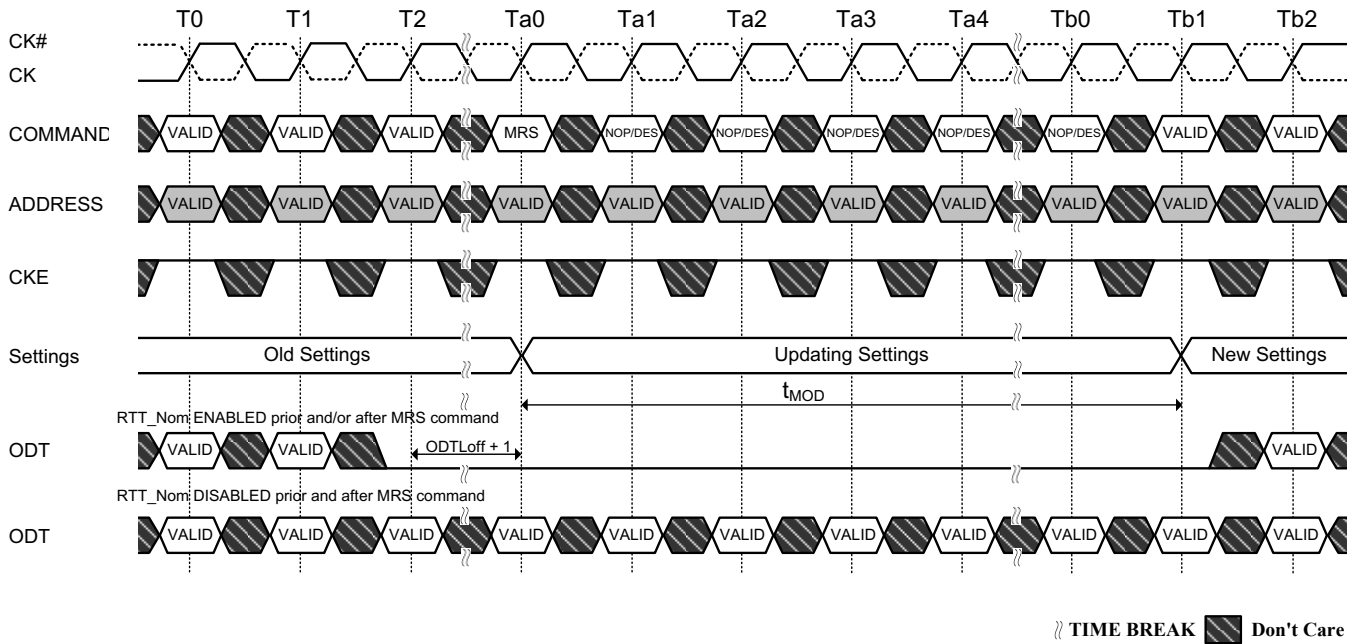 T0 T1 T2 Ta0 Ta1 Ta2 Ta3 Ta4 Tb0 Tb1 Tb2
CK#
CK
COMMAND VALID VALID VALID MRS NOP/DES NOP/DES NOP/DES NOP/DES NOP/DES VALID VALID
ADDRESS VALID VALID VALID VALID VALID VALID VALID VALID VALID VALID VALID
CKE
Settings Old Settings Updating Settings New Settings
tMOD
RTT_Nom ENABLED prior and/or after MRS command
ODT VALID VALID ODTLoff + 1 VALID
RTT_Nom DISABLED prior and after MRS command
ODT VALID VALID VALID VALID VALID VALID VALID VALID VALID VALID VALID
TIME BREAK Don't Care